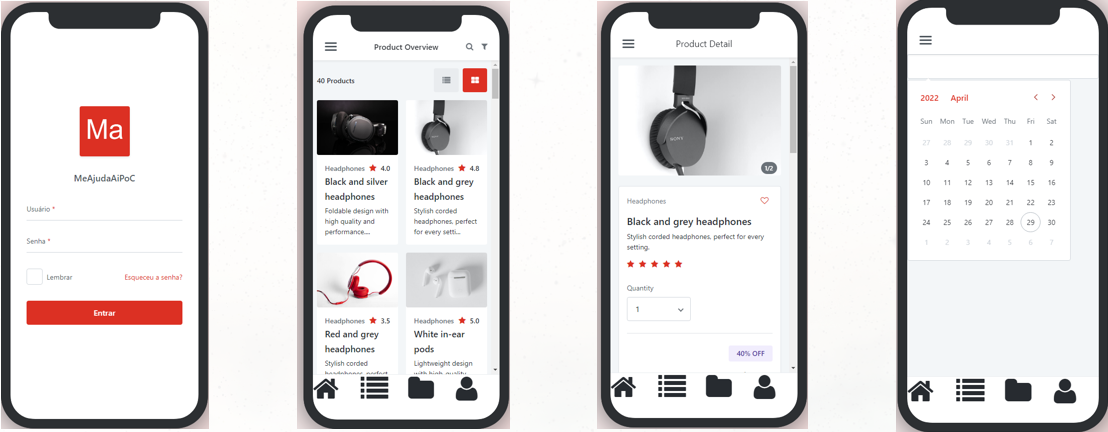 Ma
MeAjudaAiPoC
Usuário *
Senha *
Lembrar
Esqueceu a senha?
Entrar
Product Overview
40 Products
Headphones 4.0
Black and silver
headphones
Foldable design with
high quality and
performance....
Headphones 4.8
Black and grey
headphones
Stylish corded
headphones, perfect
for every setti...
Headphones 3.5
Red and grey
headphones
Stylish corded
headphones, perfect
Headphones 5.0
White in-ear
pods
Lightweight design
with high-quality
Product Detail
SONY
1/2
Headphones
Black and grey headphones
Stylish corded headphones, perfect for every
setting.
Quantity
1
40% OFF
2022 April
Sun Mon Tue Wed Thu Fri Sat
27 28 29 30 31 1 2
3 4 5 6 7 8 9
10 11 12 13 14 15 16
17 18 19 20 21 22 23
24 25 26 27 28 29 30
1 2 3 4 5 6 7